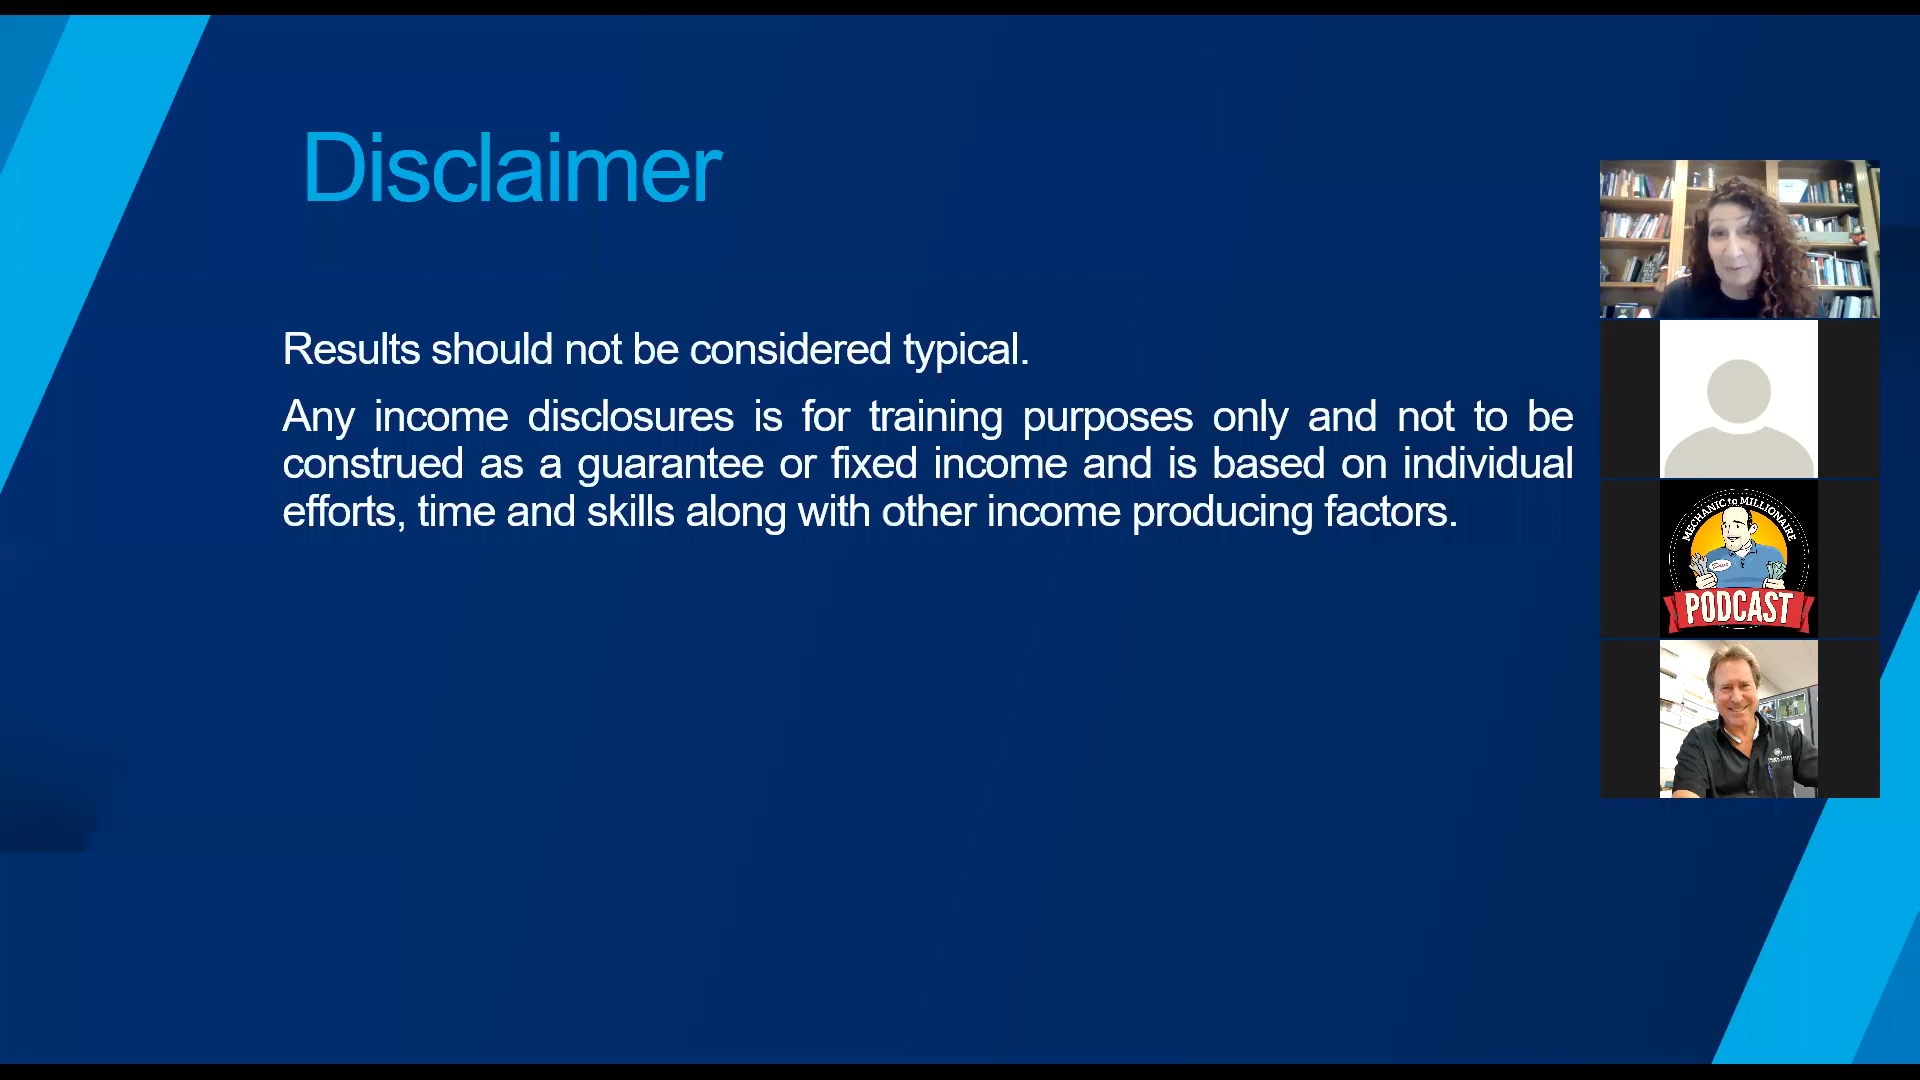 Disclaimer
Results should not be considered typical.
Any income disclosures is for training purposes only and not to be
construed as a guarantee or fixed income and is based on individual
efforts, time and skills along with other income producing factors.
MECHANIC to MILLIONAIRE
Dave
PODCAST